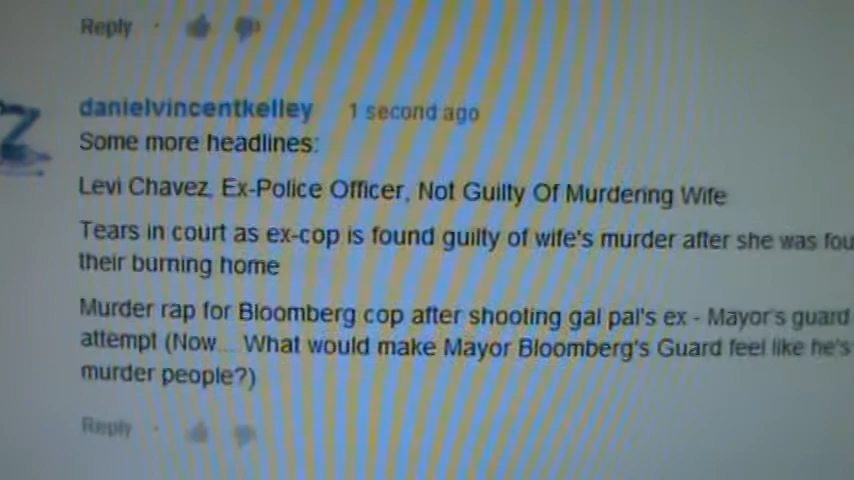 Reply ·
danielvincentkelley 1 second ago
Some more headlines:
Levi Chavez, Ex-Police Officer, Not Guilty Of Murdering Wife
Tears in court as ex-cop is found guilty of wife's murder after she was fou
their burning home
Murder rap for Bloomberg cop after shooting gal pal's ex - Mayor's guard
attempt (Now... What would make Mayor Bloomberg's Guard feel like he's
murder people?)
Reply ·